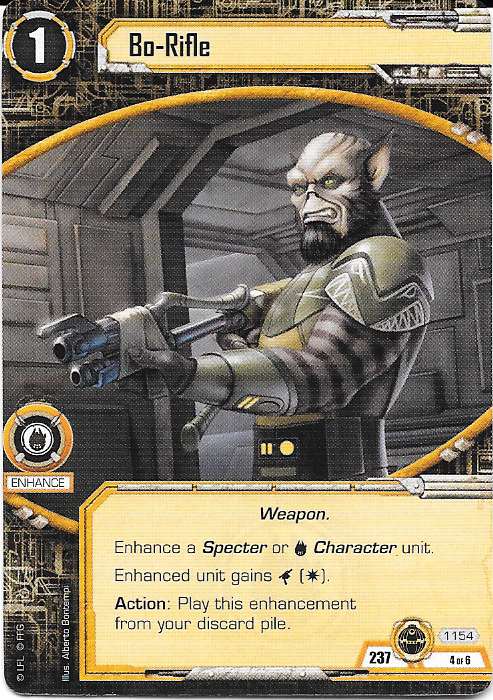 1
Bo-Rifle
ENHANCE
Weapon.
Enhance a Specter or Character unit.
Enhanced unit gains ( ).
Action: Play this enhancement
from your discard pile.
1154
237
4 OF 6
© LFL © FFG
Illus. Alberto Bontempi